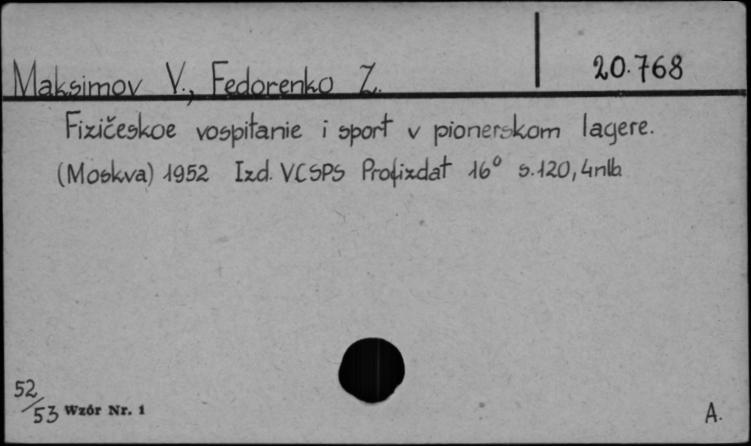 Maksimov V., Fedorenko Z. 20.768
Fizičeskoe vospitanie i sport v pionerskom lagere.
(Moskva) 1952 Izd. VCSPS Profizdat 16° s.120, 4nlb
52/53 Wzór Nr. 1 A.